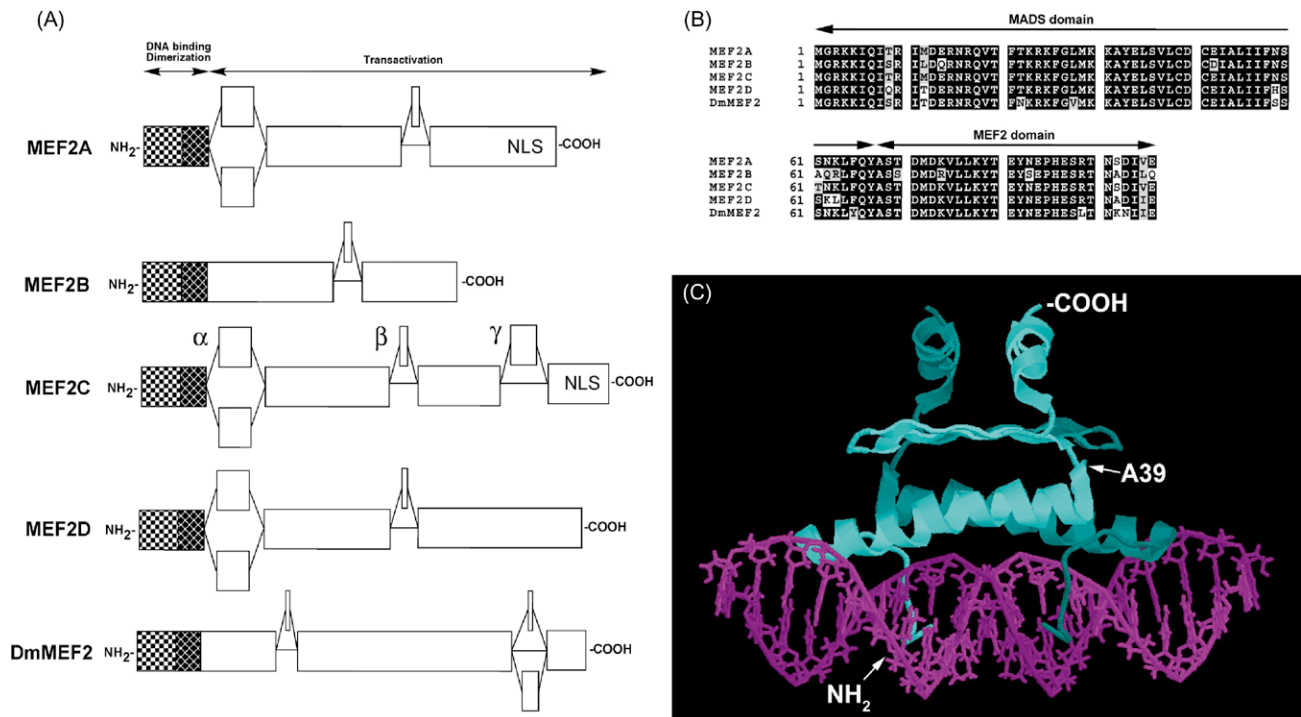 (A)
DNA binding
Dimerization
Transactivation
MEF2A
NH2-
NLS
-COOH
MEF2B
NH2-
-COOH
α
β
γ
MEF2C
NH2-
NLS
-COOH
MEF2D
NH2-
-COOH
DmMEF2
NH2-
-COOH
(B)
MADS domain
MEF2A 1 MGRKKIQITR IMDERNRQVT FTKRKFGLMK KAYELSVLCD CEIALIIFNS
MEF2B 1 MGRKKIQISR ILDQRNRQVT FTKRKFGLMK KAYELSVLCD CDIALIIFNS
MEF2C 1 MGRKKIQITR IMDERNRQVT FTKRKFGLMK KAYELSVLCD CEIALIIFNS
MEF2D 1 MGRKKIQIQR ITDERNRQVT FTKRKFGLMK KAYELSVLCD CEIALIIFNH S
DmMEF2 1 MGRKKIQISR ITDERNRQVT FNKRKFGVMK KAYELSVLCD CEIALIIFSS
MEF2 domain
MEF2A 61 SNKLFQYAST DMDKVLLKYT EYNEPHESRT NSDIVE
MEF2B 61 AQRLFQYASS DMDRVLLKYT EYSEPHESRT NADILQ
MEF2C 61 TNKLFQYAST DMDKVLLKYT EYNEPHESRT NSDIVE
MEF2D 61 SNKLFQYAST DMDKVLLKYT EYNEPHESRT NADIIE
DmMEF2 61 SNKLYQYAST DMDKVLLKYT EYNEPHESLT NKNIIE
(C)
-COOH
A39
NH2